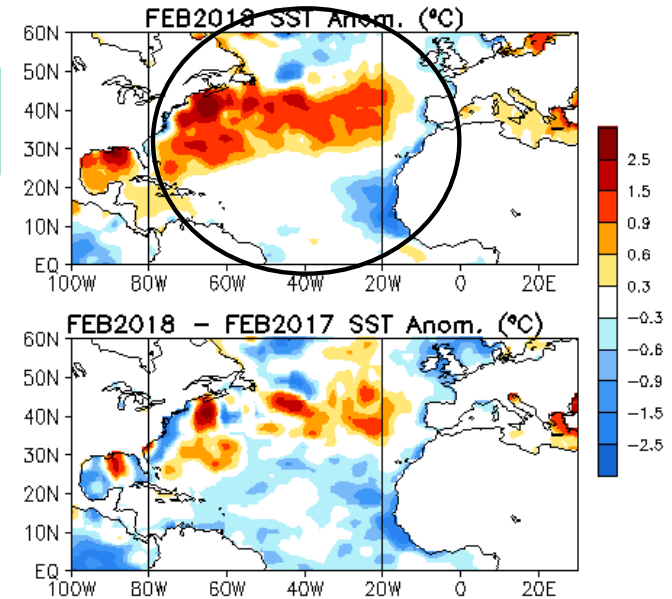 FEB2018 SST Anom. (ºC)
60N
50N
40N
30N
20N
10N
EQ
100W 80W 60W 40W 20W 0 20E
FEB2018 - FEB2017 SST Anom. (ºC)
60N
50N
40N
30N
20N
10N
EQ
100W 80W 60W 40W 20W 0 20E
2.5
1.5
0.9
0.6
0.3
-0.3
-0.6
-0.9
-1.5
-2.5